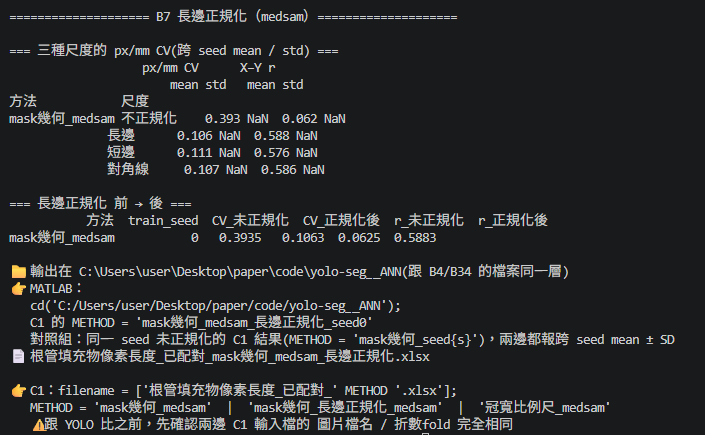 ==================== B7 長邊正規化（medsam）====================
=== 三種尺度的 px/mm CV(跨 seed mean / std) ===
px/mm CV X–Y r
mean std mean std
方法 尺度
mask幾何_medsam 不正規化 0.393 NaN 0.062 NaN
長邊 0.106 NaN 0.588 NaN
短邊 0.111 NaN 0.576 NaN
對角線 0.107 NaN 0.586 NaN
=== 長邊正規化 前 → 後 ===
方法 train_seed CV_未正規化 CV_正規化後 r_未正規化 r_正規化後
mask幾何_medsam 0 0.3935 0.1063 0.0625 0.5883
📁 輸出在 C:\Users\user\Desktop\paper\code\yolo-seg__ANN(跟 B4/B34 的檔案同一層)
👉 MATLAB：
cd('C:/Users/user/Desktop/paper/code/yolo-seg__ANN');
C1 的 METHOD = 'mask幾何_medsam_長邊正規化_seed0'
對照組：同一 seed 未正規化的 C1 結果(METHOD = 'mask幾何_seed{s}')，兩邊都報跨 seed mean ± SD
📄 根管填充物像素長度_已配對_mask幾何_medsam_長邊正規化.xlsx
👉 C1：filename = ['根管填充物像素長度_已配對_' METHOD '.xlsx'];
METHOD = 'mask幾何_medsam' | 'mask幾何_長邊正規化_medsam' | '冠寬比例尺_medsam'
⚠️跟 YOLO 比之前，先確認兩邊 C1 輸入檔的 圖片檔名 / 折數fold 完全相同